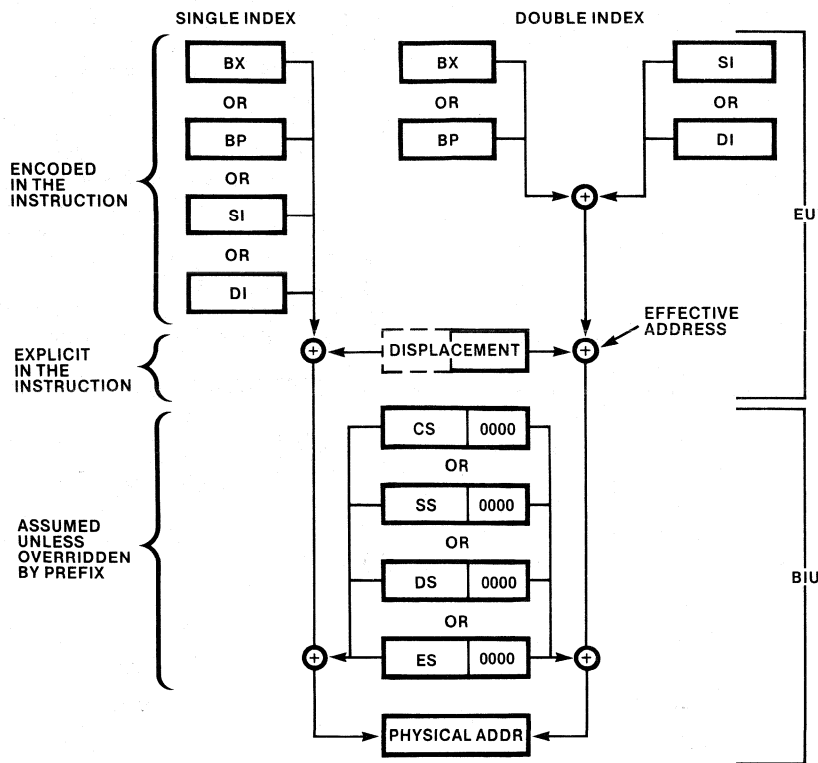 SINGLE INDEX
DOUBLE INDEX
BX
BX
SI
OR
OR
OR
BP
BP
DI
ENCODED
IN THE
INSTRUCTION
OR
SI
EU
OR
DI
EFFECTIVE
ADDRESS
EXPLICIT
IN THE
INSTRUCTION
DISPLACEMENT
CS 0000
OR
SS 0000
ASSUMED
UNLESS
OVERRIDDEN
BY PREFIX
OR
DS 0000
BIU
OR
ES 0000
PHYSICAL ADDR